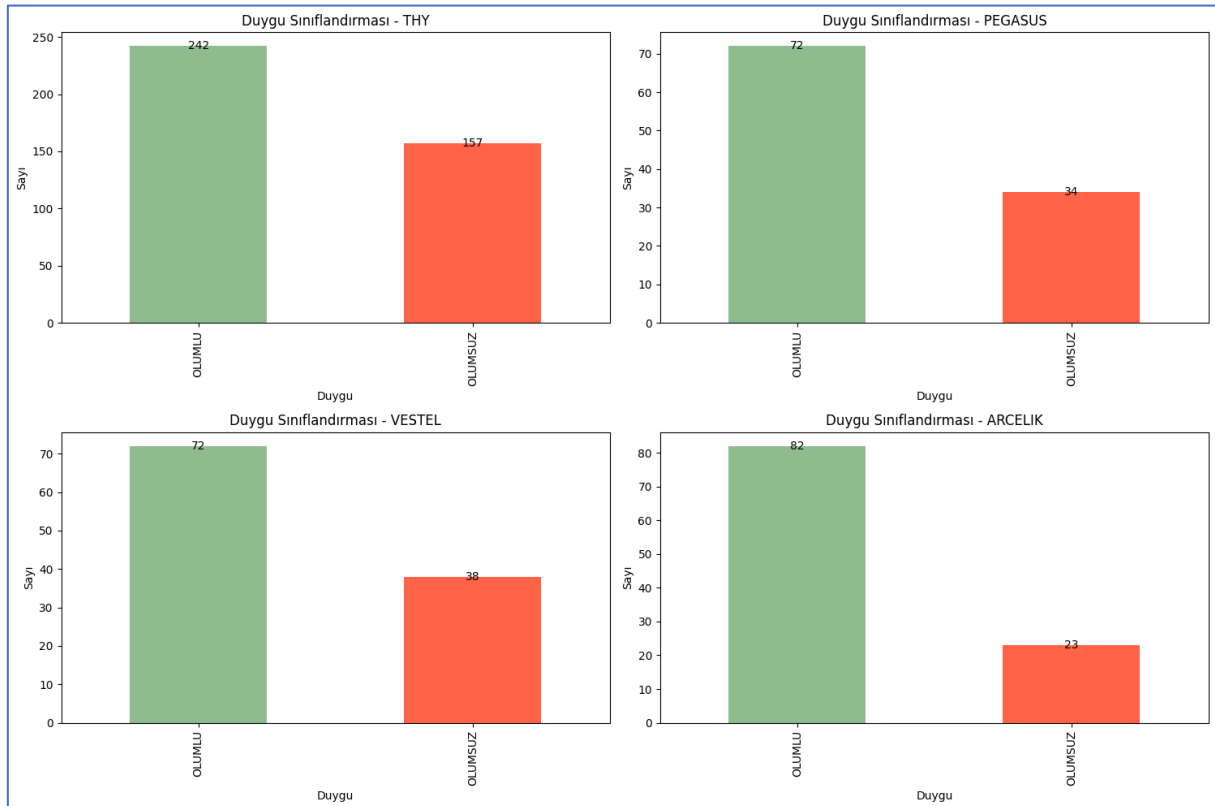 Duygu Sınıflandırması - THY
250
200
150
100
50
0
Sayı
242
157
OLUMLU
OLUMSUZ
Duygu
Duygu Sınıflandırması - PEGASUS
70
60
50
40
30
20
10
0
Sayı
72
34
OLUMLU
OLUMSUZ
Duygu
Duygu Sınıflandırması - VESTEL
70
60
50
40
30
20
10
0
Sayı
72
38
OLUMLU
OLUMSUZ
Duygu
Duygu Sınıflandırması - ARCELIK
80
70
60
50
40
30
20
10
0
Sayı
82
23
OLUMLU
OLUMSUZ
Duygu